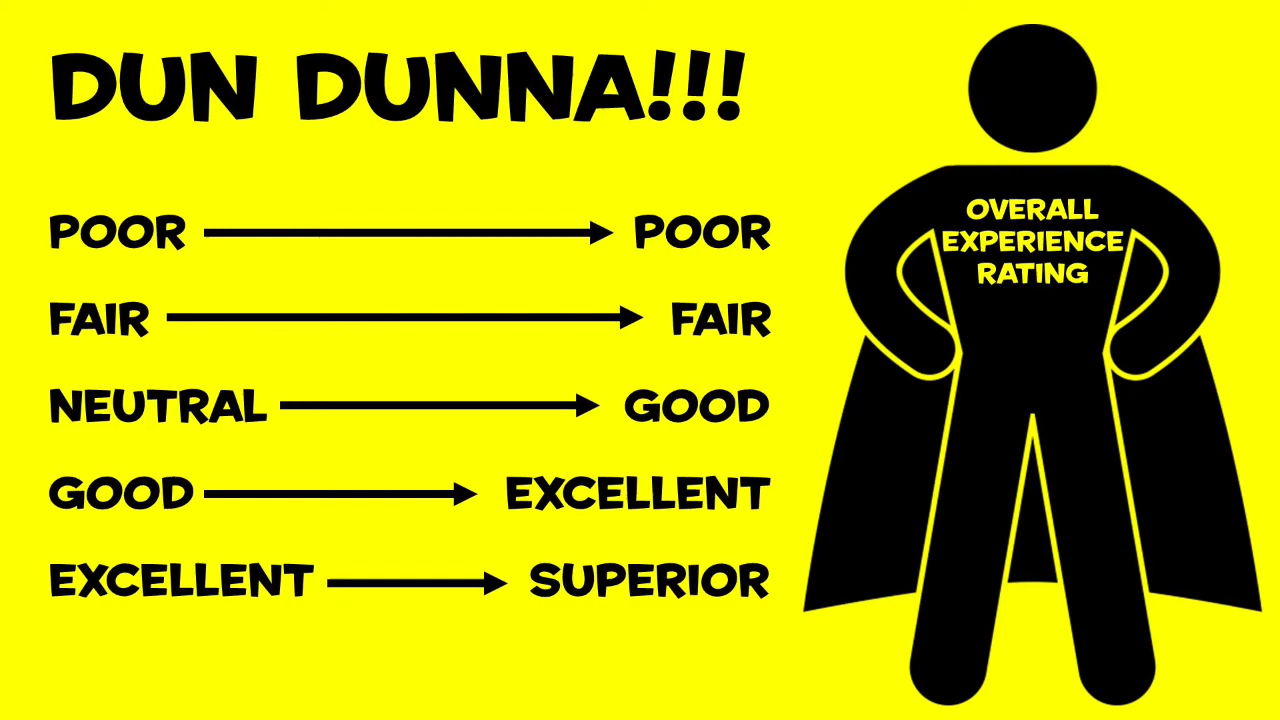 DUN DUNNA!!!
POOR POOR
FAIR FAIR
NEUTRAL GOOD
GOOD EXCELLENT
EXCELLENT SUPERIOR
OVERALL
EXPERIENCE
RATING